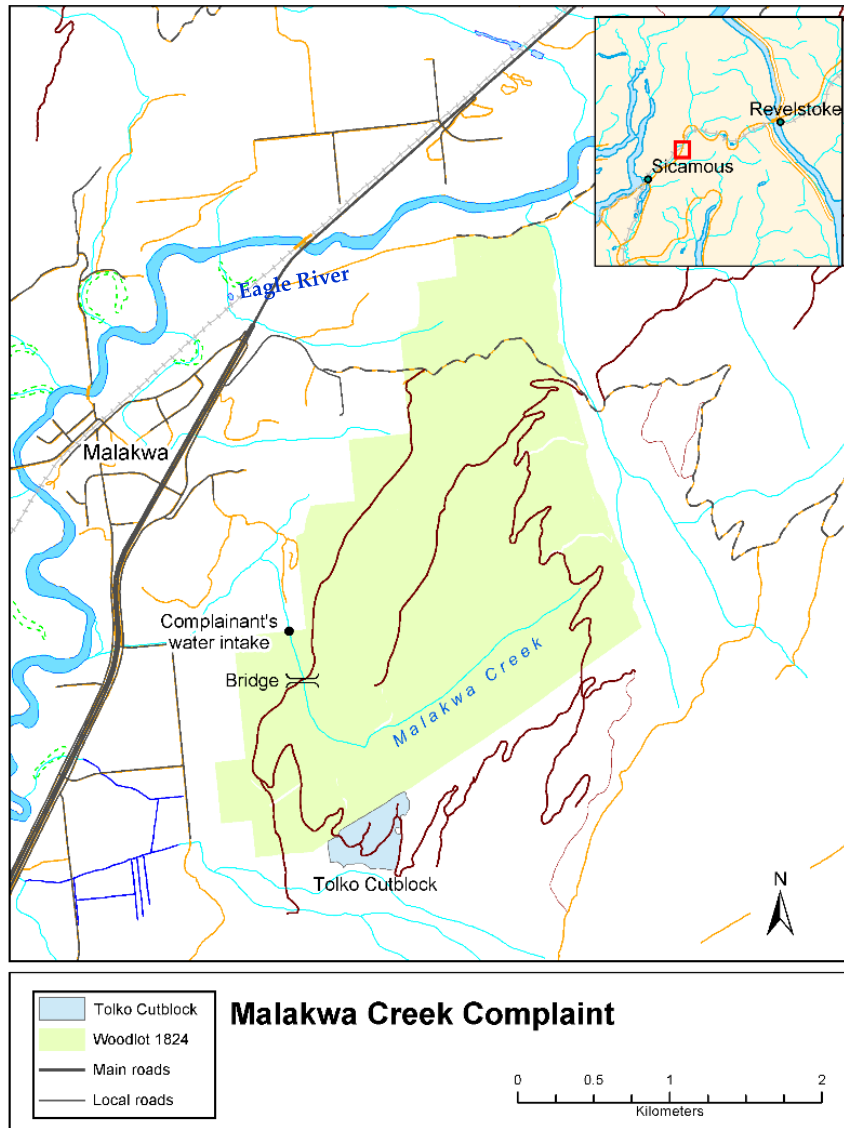 Revelstoke
Sicamous
Eagle River
Malakwa
Complainant's
water intake
Bridge
Malakwa Creek
Tolko Cutblock
N
Tolko Cutblock
Woodlot 1824
Main roads
Local roads
Malakwa Creek Complaint
0 0.5 1 2
Kilometers